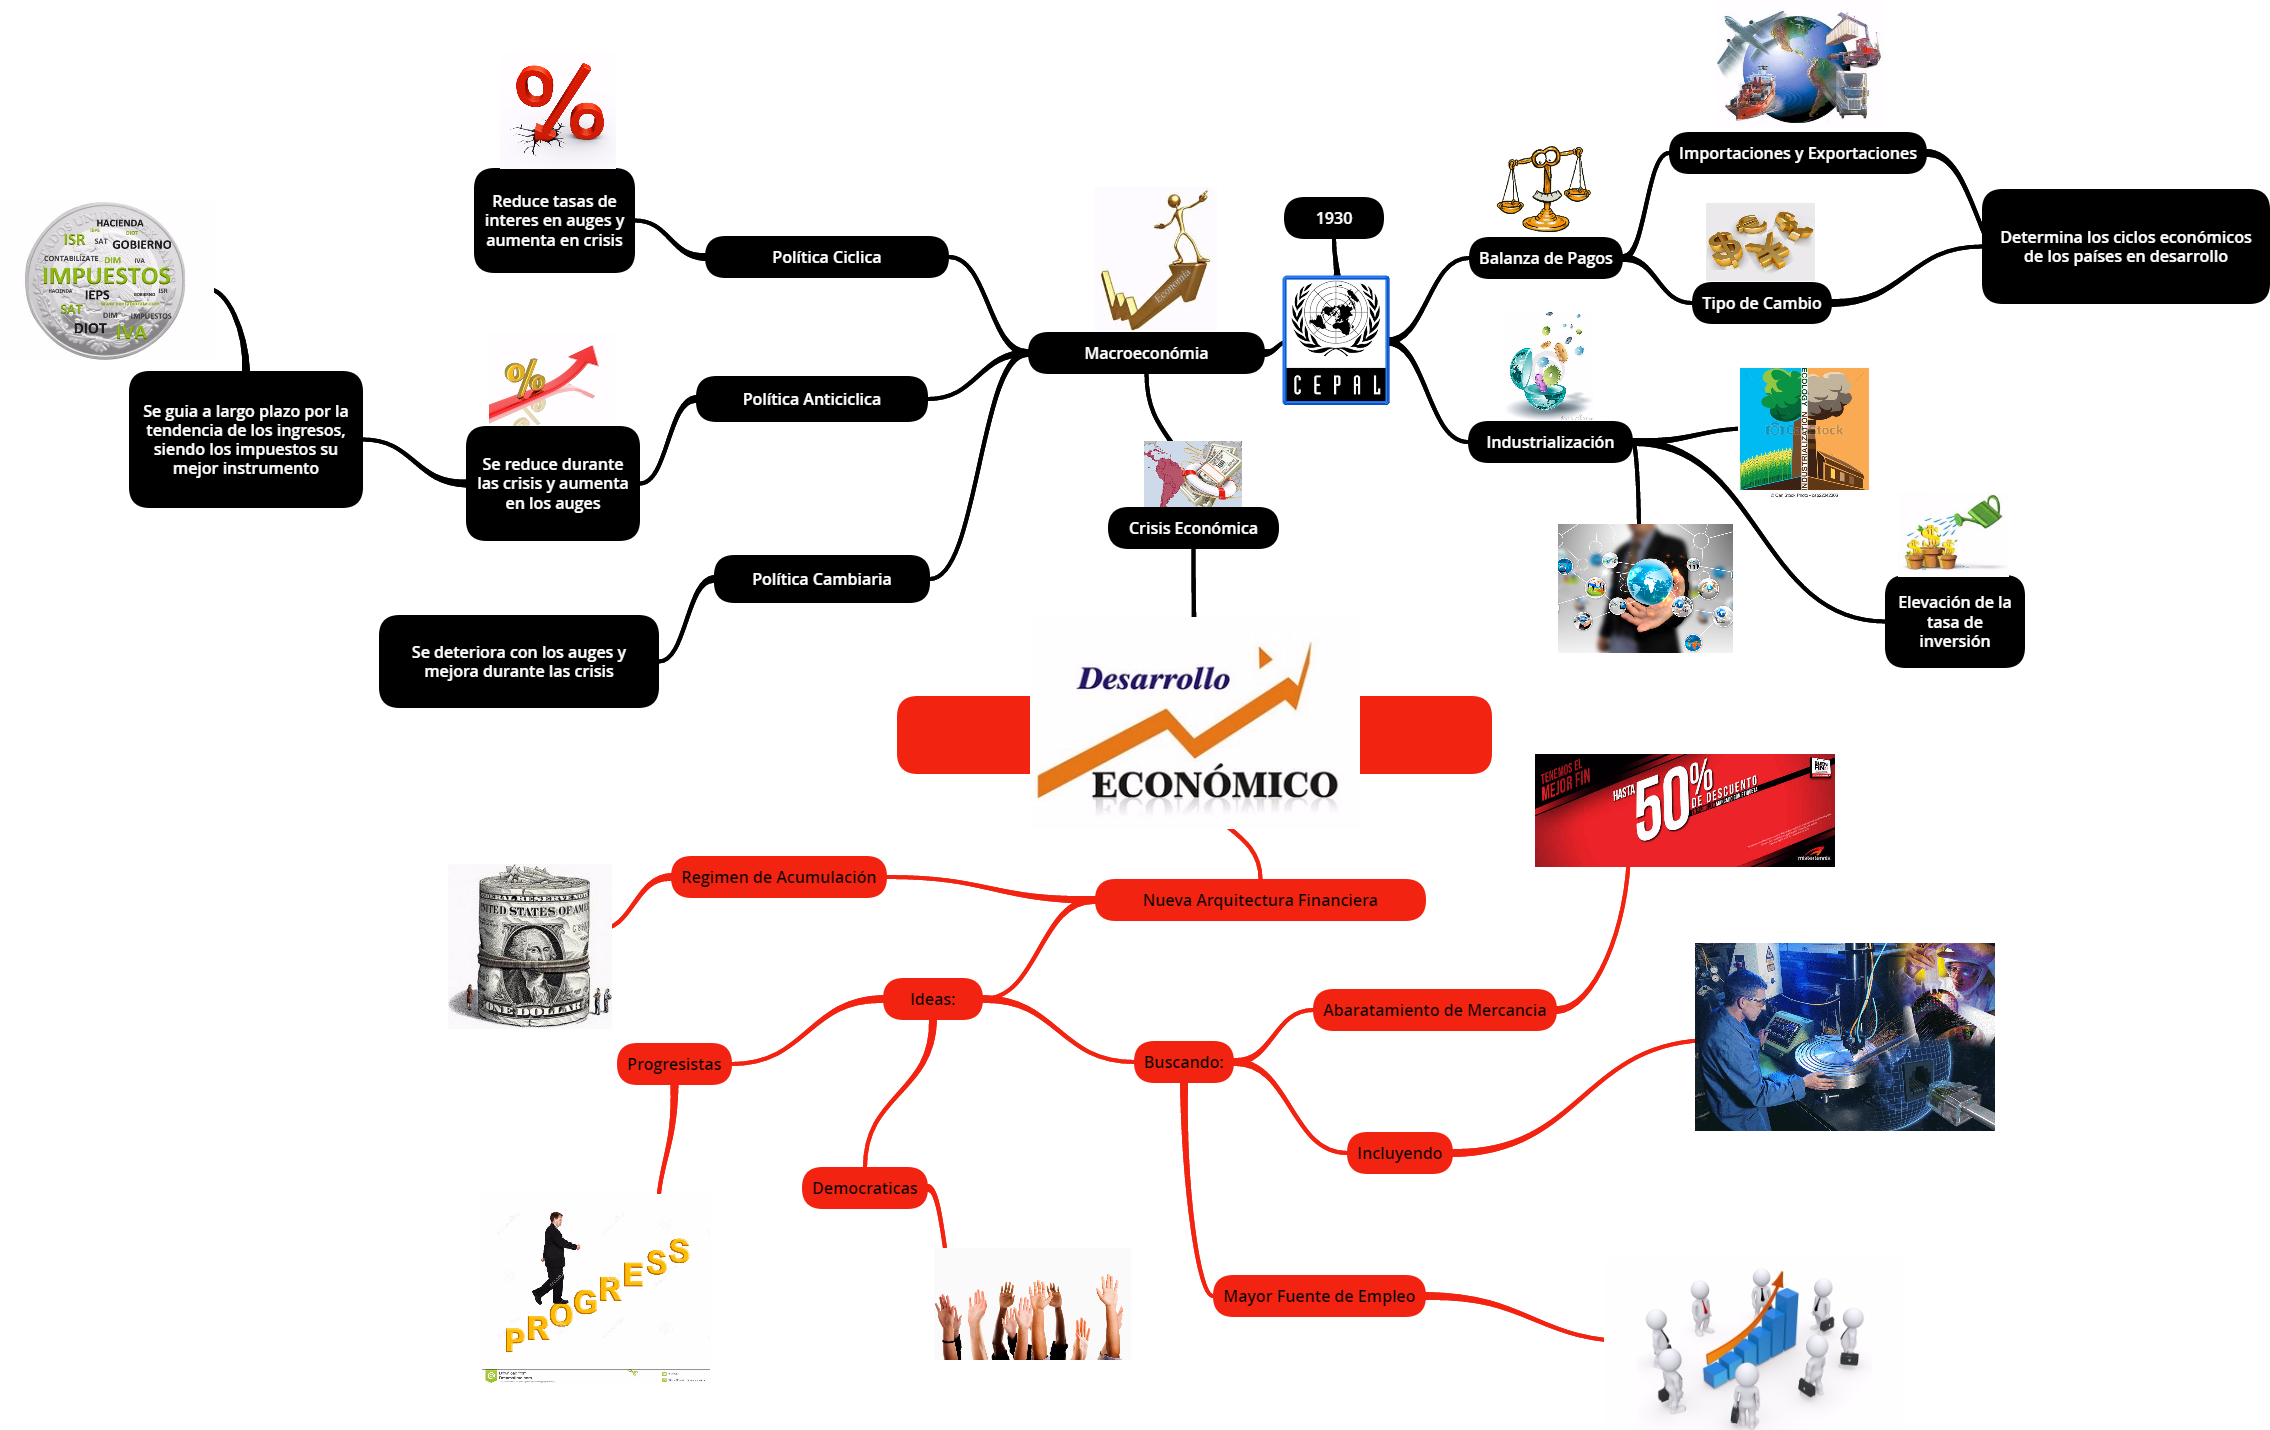 1930
CEPAL
Importaciones y Exportaciones
Balanza de Pagos
Tipo de Cambio
Determina los ciclos económicos
de los países en desarrollo
Industrialización
ECOLOGY
INDUSTRIALIZATION
Elevación de la
tasa de
inversión
Economía
Macroeconómia
Crisis Económica
Política Ciclica
%
Reduce tasas de
interes en auges y
aumenta en crisis
Política Anticiclica
%
Se reduce durante
las crisis y aumenta
en los auges
Se guia a largo plazo por la
tendencia de los ingresos,
siendo los impuestos su
mejor instrumento
HACIENDA
ISR SAT GOBIERNO
CONTABILÍZATE DIM IVA
IMPUESTOS
HACIENDA IEPS GOBIERNO ISR
SAT DIM IMPUESTOS
DIOT IVA
Política Cambiaria
Se deteriora con los auges y
mejora durante las crisis
Desarrollo
ECONÓMICO
Nueva Arquitectura Financiera
Regimen de Acumulación
FEDERAL RESERVE NOTE
UNITED STATES OF AM
ONE DOLLAR
Ideas:
Progresistas
PROGRESS
Democraticas
Buscando:
Abaratamiento de Mercancia
TENEMOS EL
MEJOR FIN
HASTA 50%
DE DESCUENTO
Incluyendo
Mayor Fuente de Empleo